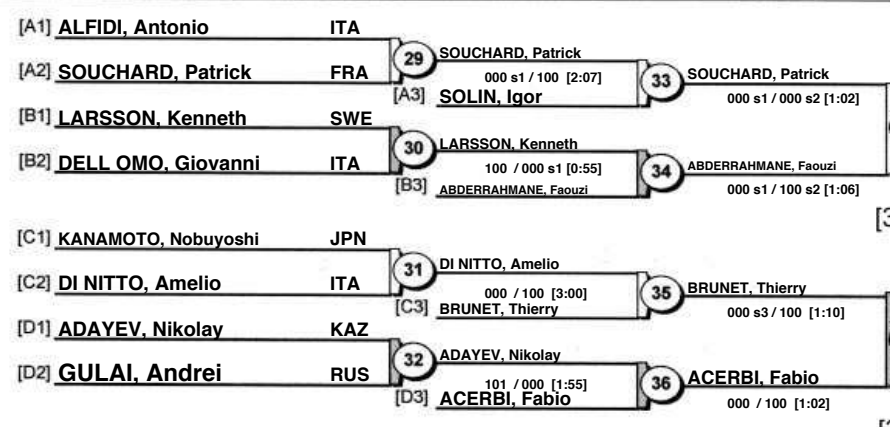 [A1] ALFIDI, Antonio ITA
29
SOUCHARD, Patrick
000 s1 / 100 [2:07]
[A2] SOUCHARD, Patrick FRA
[A3] SOLIN, Igor
33
SOUCHARD, Patrick
000 s1 / 000 s2 [1:02]
[B1] LARSSON, Kenneth SWE
30
LARSSON, Kenneth
100 / 000 s1 [0:55]
[B2] DELL OMO, Giovanni ITA
[B3] ABDERRAHMANE, Faouzi
34
ABDERRAHMANE, Faouzi
000 s1 / 100 s2 [1:06]
[C1] KANAMOTO, Nobuyoshi JPN
31
DI NITTO, Amelio
000 / 100 [3:00]
[C2] DI NITTO, Amelio ITA
[C3] BRUNET, Thierry
35
BRUNET, Thierry
000 s3 / 100 [1:10]
[D1] ADAYEV, Nikolay KAZ
32
ADAYEV, Nikolay
101 / 000 [1:55]
[D2] GULAI, Andrei RUS
[D3] ACERBI, Fabio
36
ACERBI, Fabio
000 / 100 [1:02]